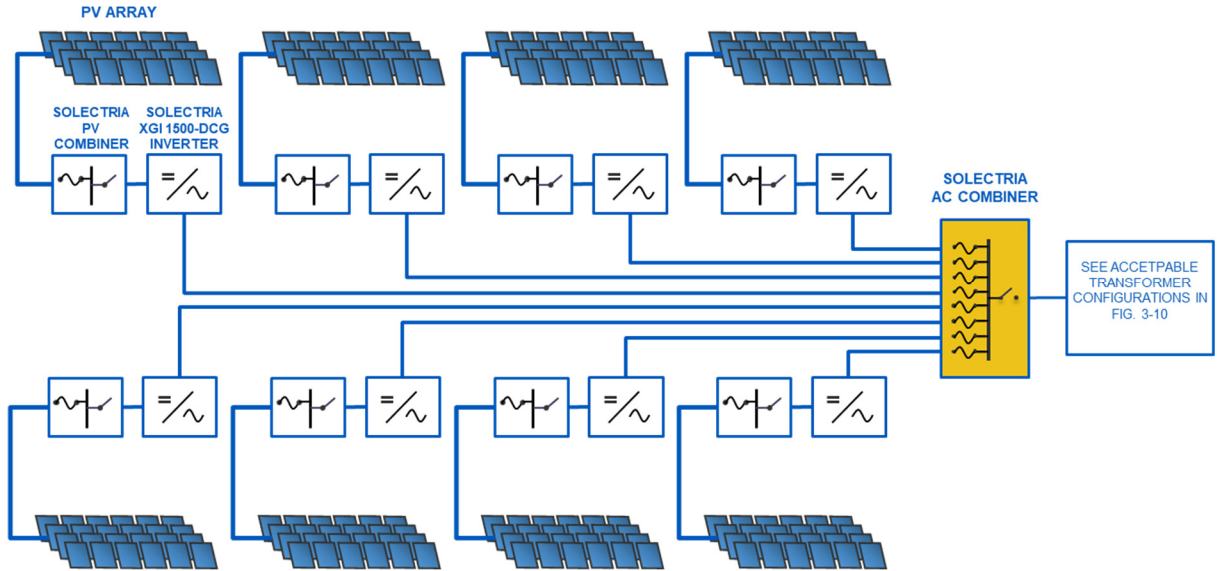 PV ARRAY
SOLECTRIA
PV
COMBINER
SOLECTRIA
XGI 1500-DCG
INVERTER
SOLECTRIA
AC COMBINER
SEE ACCETPABLE
TRANSFORMER
CONFIGURATIONS IN
FIG. 3-10